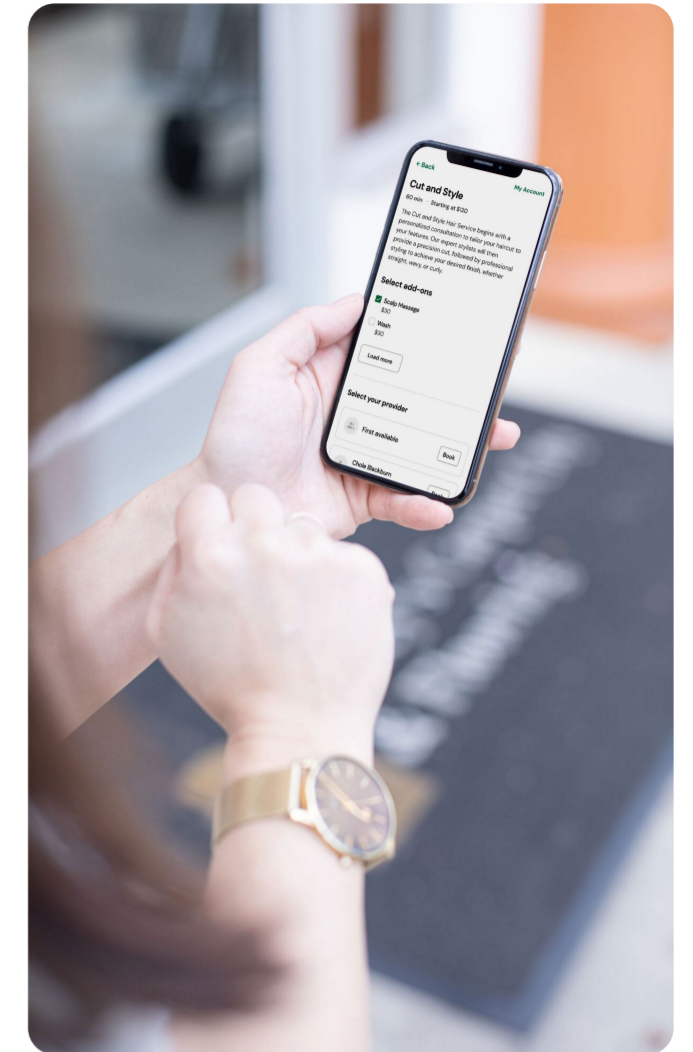 ← Back
My Account
Cut and Style
60 min · Starting at $120
The Cut and Style Hair Service begins with a
personalized consultation to tailor your haircut to
your features. Our expert stylists will then
provide a precision cut, followed by professional
styling to achieve your desired finish, whether
straight, wavy, or curly.
Select add-ons
Scalp Massage
$30
Wash
$30
Load more
Select your provider
First available
Book
Chole Blackburn
Book